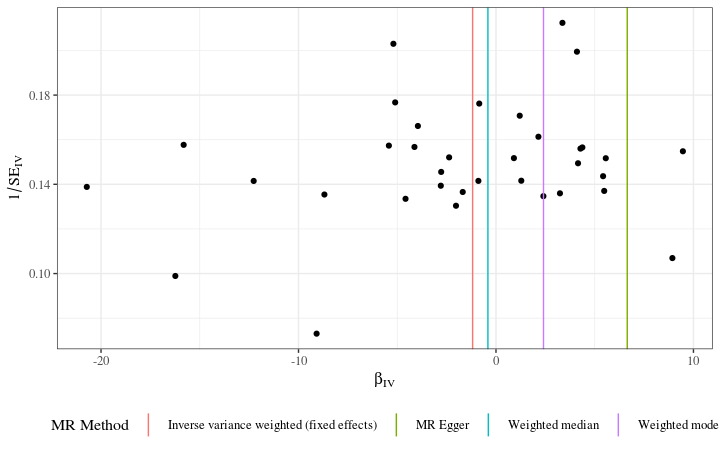 0.18
0.14
0.10
1/SE_IV
-20 -10 0 10
β_IV
MR Method Inverse variance weighted (fixed effects) MR Egger Weighted median Weighted mode